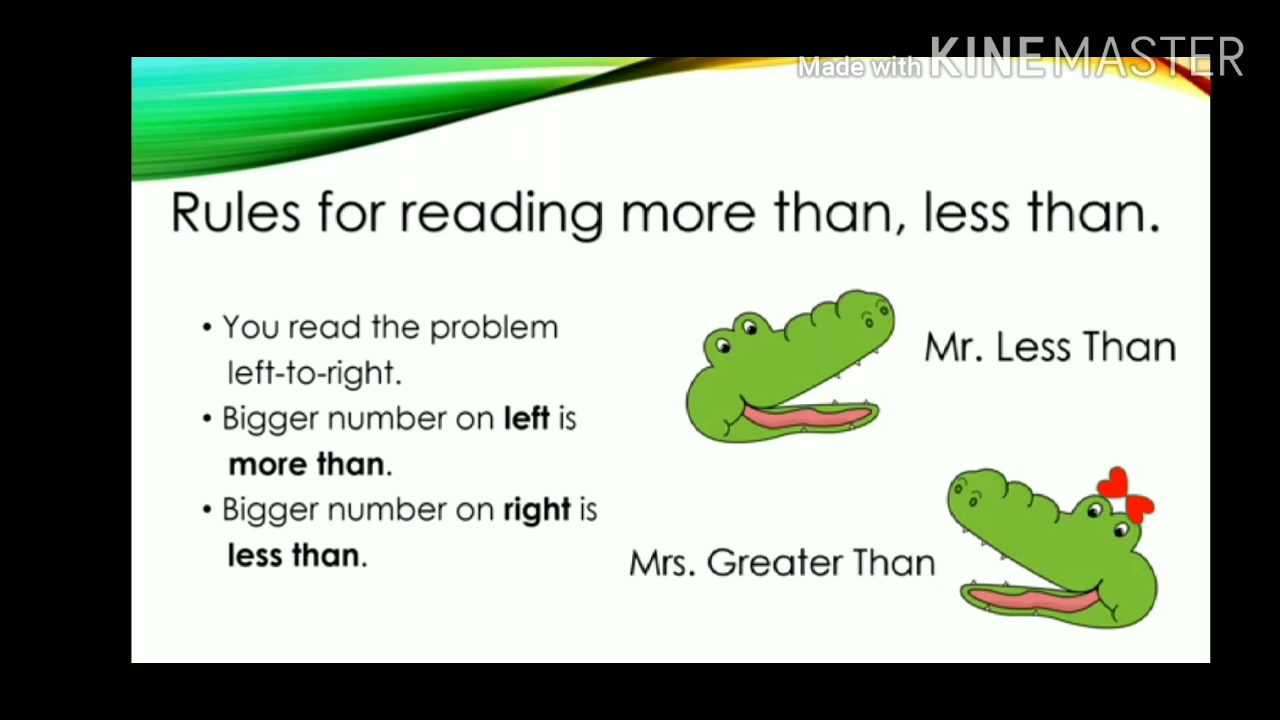 Made with KINEMASTER
Rules for reading more than, less than.
• You read the problem
left-to-right.
• Bigger number on left is
more than.
• Bigger number on right is
less than.
Mr. Less Than
Mrs. Greater Than